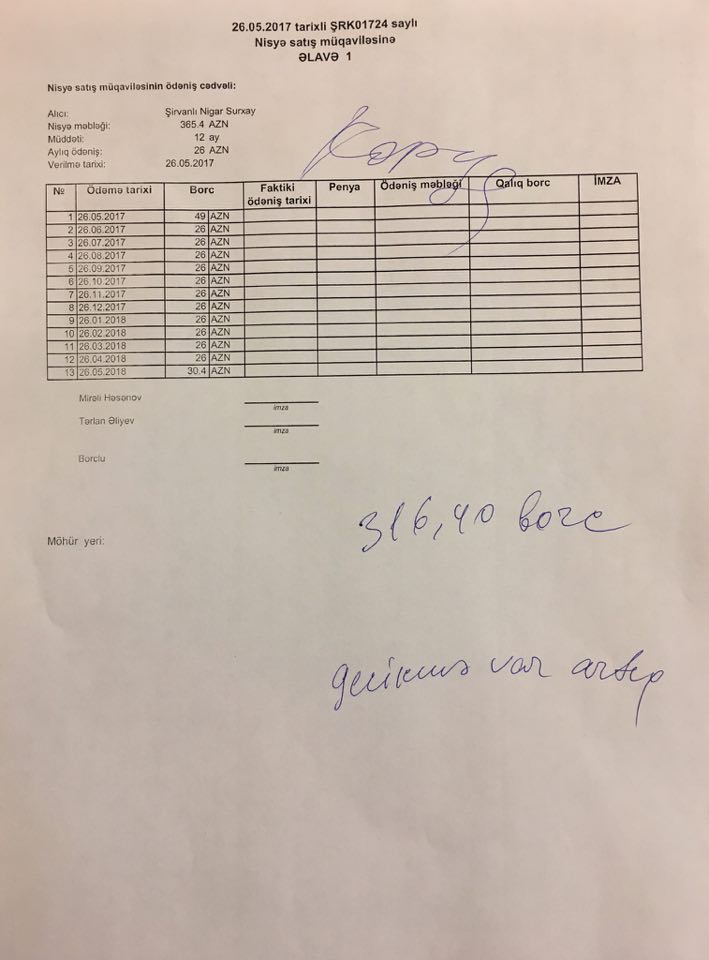 26.05.2017 tarixli ŞRK01724 saylı
Nisyə satış müqaviləsinə
ƏLAVƏ 1
Nisyə satış müqaviləsinin ödəniş cədvəli:
Alıcı: Şirvanlı Nigar Surxay
Nisyə məbləği: 365.4 AZN
Müddəti: 12 ay
Aylıq ödəniş: 26 AZN
Verilmə tarixi: 26.05.2017
Kopy
№ Ödəmə tarixi Borc Faktiki ödəniş tarixi Penya Ödəniş məbləği Qalıq borc İMZA
1 26.05.2017 49 AZN
2 26.06.2017 26 AZN
3 26.07.2017 26 AZN
4 26.08.2017 26 AZN
5 26.09.2017 26 AZN
6 26.10.2017 26 AZN
7 26.11.2017 26 AZN
8 26.12.2017 26 AZN
9 26.01.2018 26 AZN
10 26.02.2018 26 AZN
11 26.03.2018 26 AZN
12 26.04.2018 26 AZN
13 26.05.2018 30.4 AZN
Mirəli Həsənov
imza
Tərlan Əliyev
imza
Borclu
imza
316,40 borc
Möhür yeri:
gecikmə var artıp